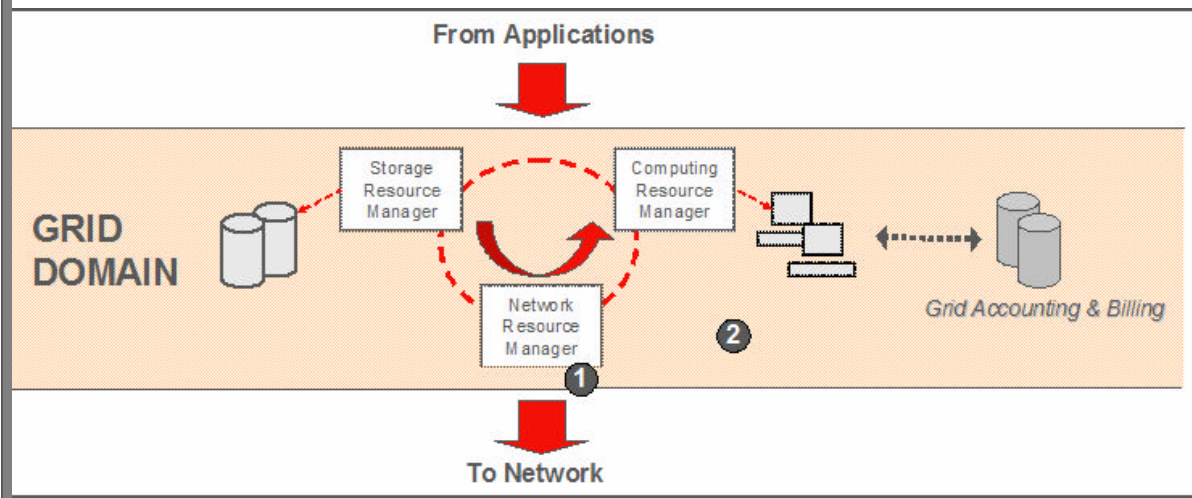 From Applications
Storage
Resource
Manager
Computing
Resource
Manager
GRID
DOMAIN
Network
Resource
Manager
1
2
Grid Accounting & Billing
To Network